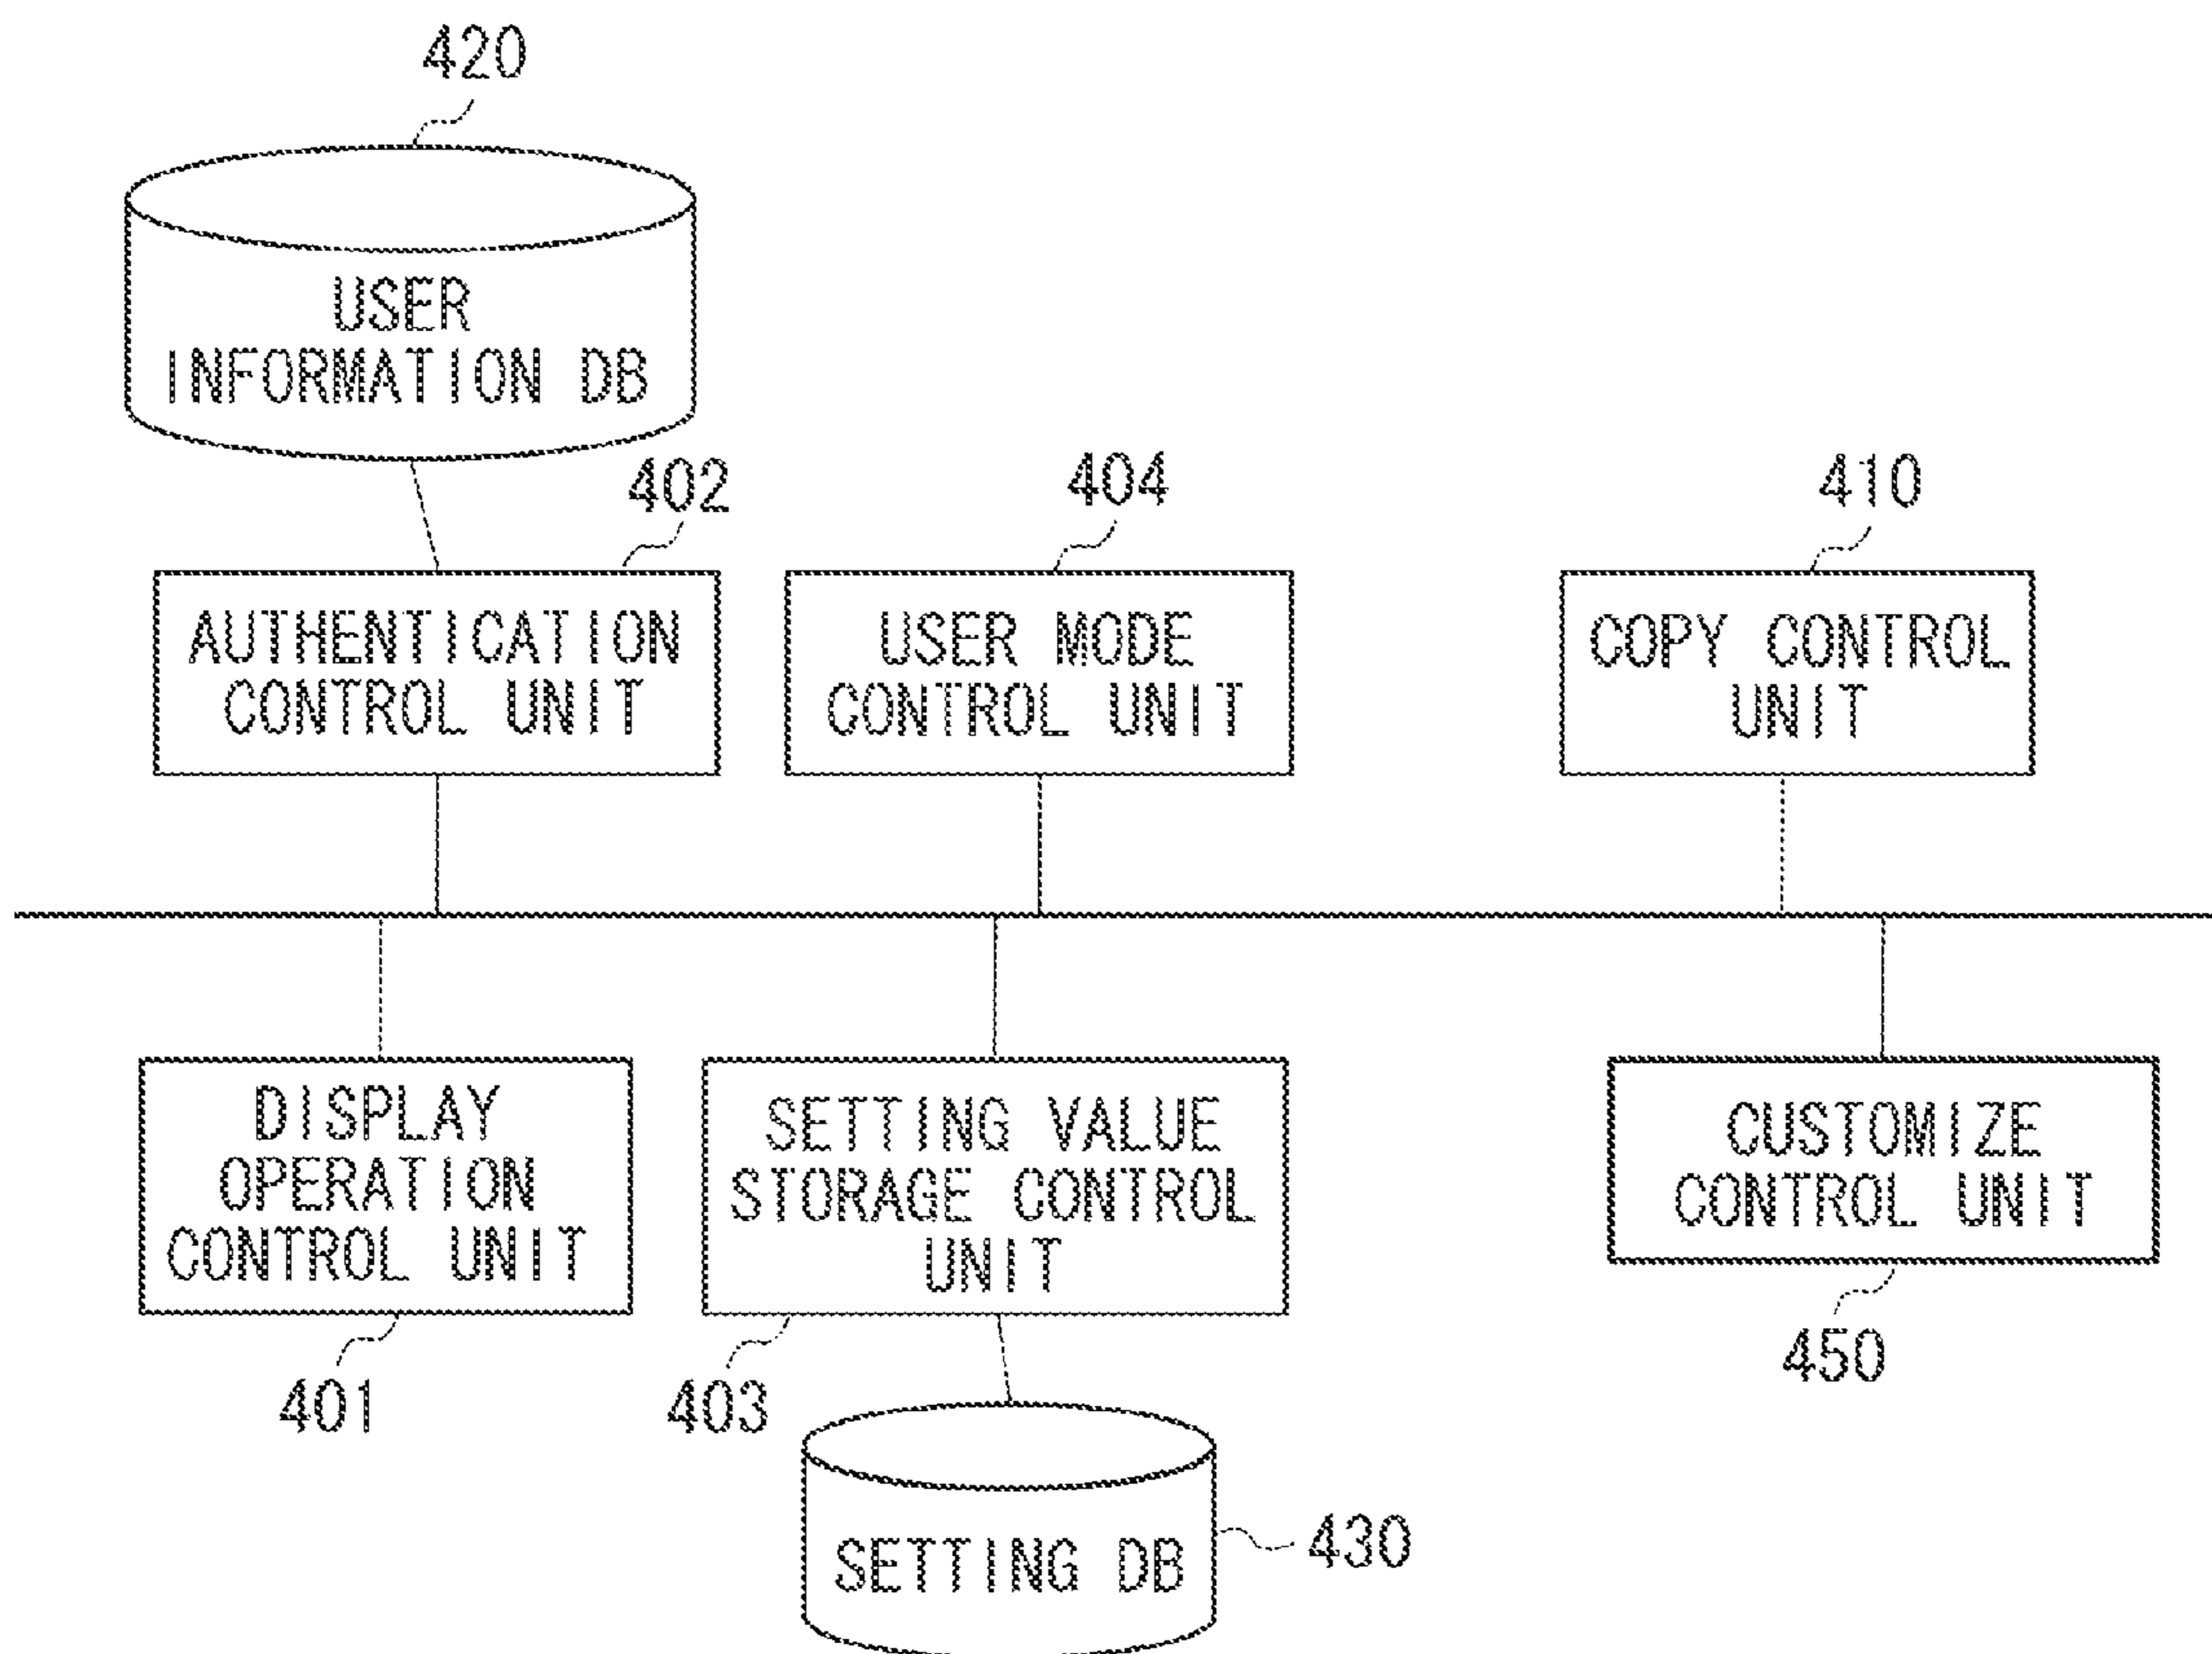 420
USER
INFORMATION DB
402
404
410
AUTHENTICATION
CONTROL UNIT
USER MODE
CONTROL UNIT
COPY CONTROL
UNIT
DISPLAY
OPERATION
CONTROL UNIT
SETTING VALUE
STORAGE CONTROL
UNIT
CUSTOMIZE
CONTROL UNIT
401
403
450
SETTING DB
430